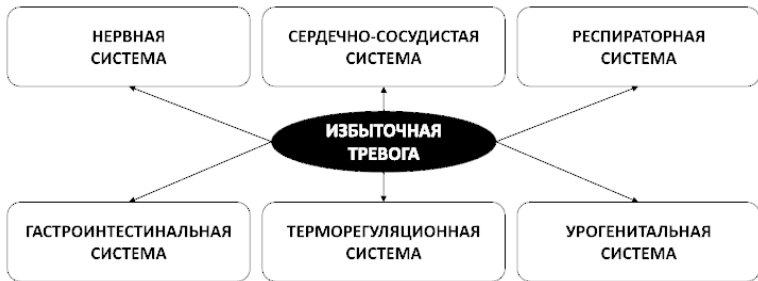 НЕРВНАЯ
СИСТЕМА
СЕРДЕЧНО-СОСУДИСТАЯ
СИСТЕМА
РЕСПИРАТОРНАЯ
СИСТЕМА
ИЗБЫТОЧНАЯ
ТРЕВОГА
ГАСТРОИНТЕСТИНАЛЬНАЯ
СИСТЕМА
ТЕРМОРЕГУЛЯЦИОННАЯ
СИСТЕМА
УРОГЕНИТАЛЬНАЯ
СИСТЕМА